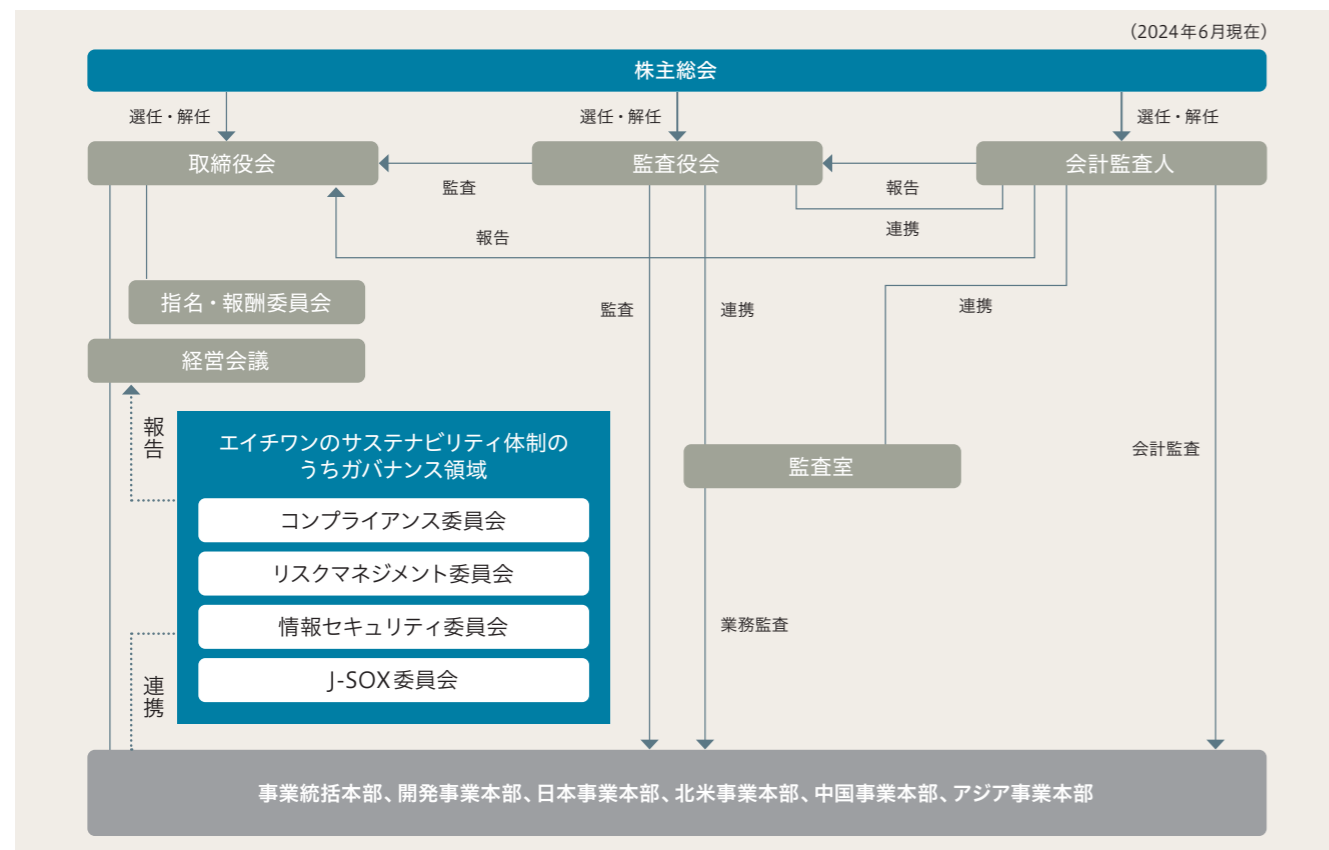 (2024年6月現在)
株主総会
選任・解任
選任・解任
選任・解任
取締役会
監査役会
会計監査人
監査
報告
連携
報告
指名・報酬委員会
監査
連携
連携
経営会議
報告
エイチワンのサステナビリティ体制の
うちガバナンス領域
コンプライアンス委員会
リスクマネジメント委員会
情報セキュリティ委員会
J-SOX委員会
監査室
会計監査
業務監査
連携
事業統括本部、開発事業本部、日本事業本部、北米事業本部、中国事業本部、アジア事業本部